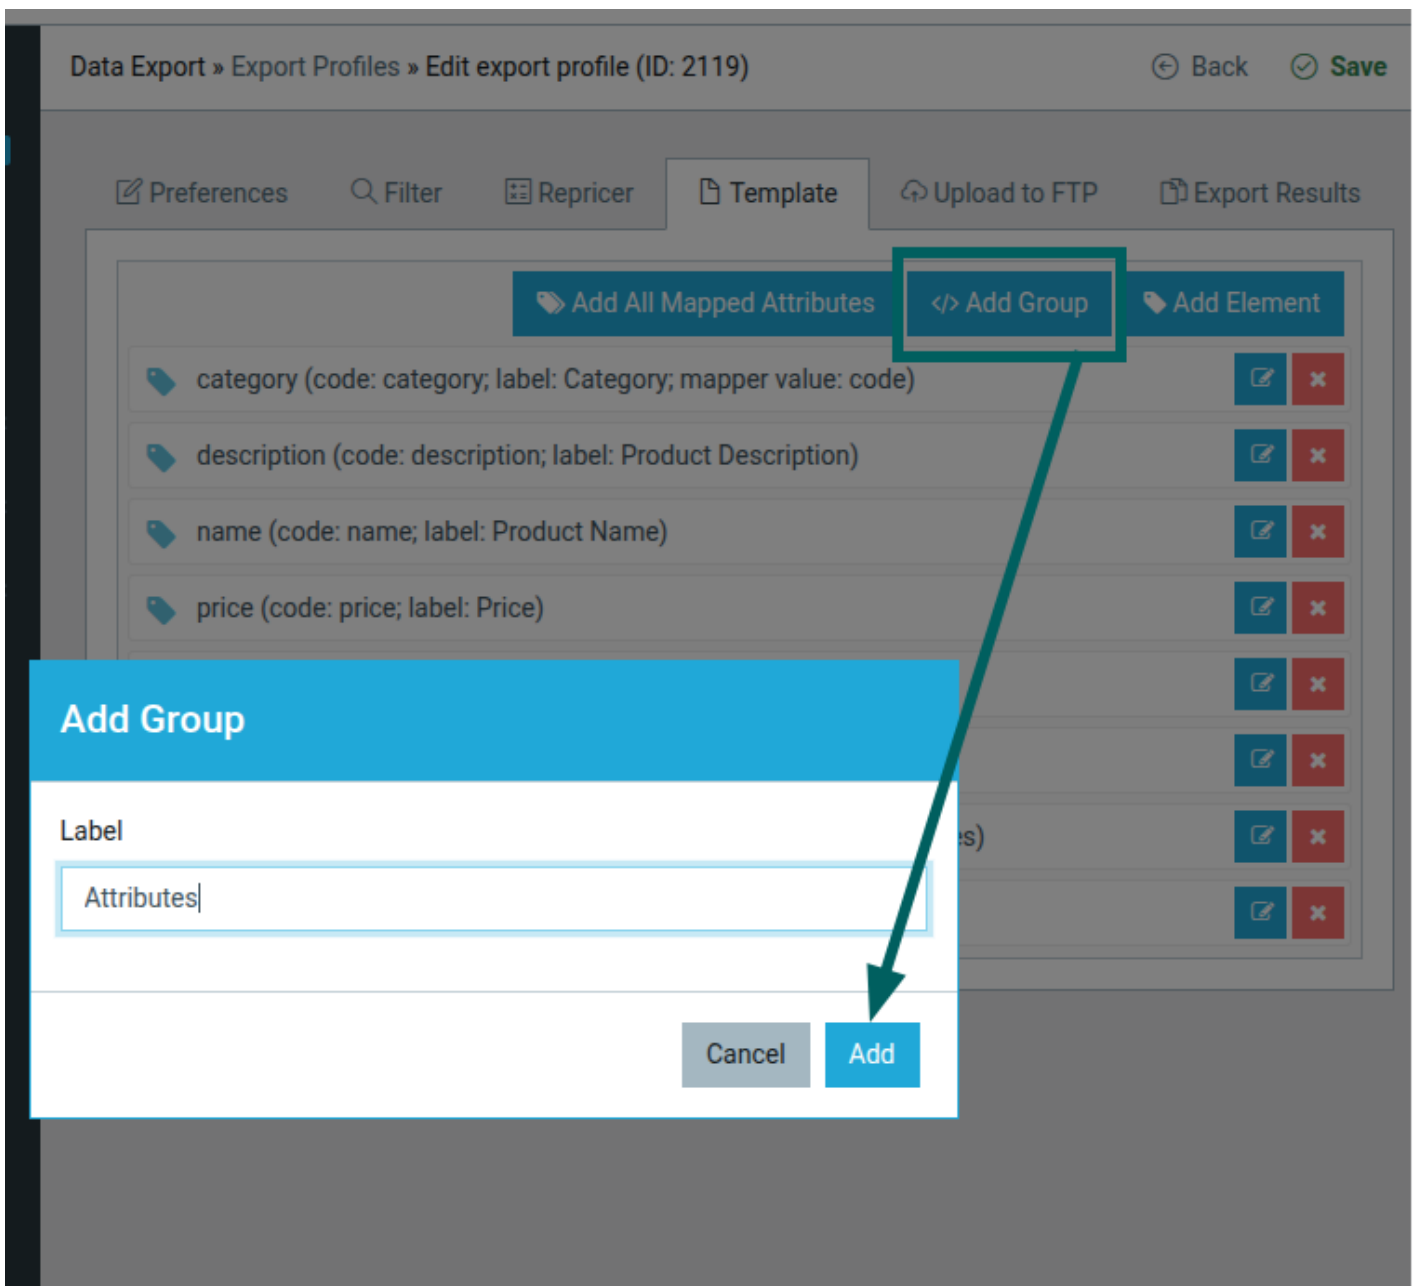 Data Export » Export Profiles » Edit export profile (ID: 2119) Back Save
Preferences Filter Repricer Template Upload to FTP Export Results
Add All Mapped Attributes </> Add Group Add Element
category (code: category; label: Category; mapper value: code)
description (code: description; label: Product Description)
name (code: name; label: Product Name)
price (code: price; label: Price)
Add Group
Label
Attributes
Cancel Add